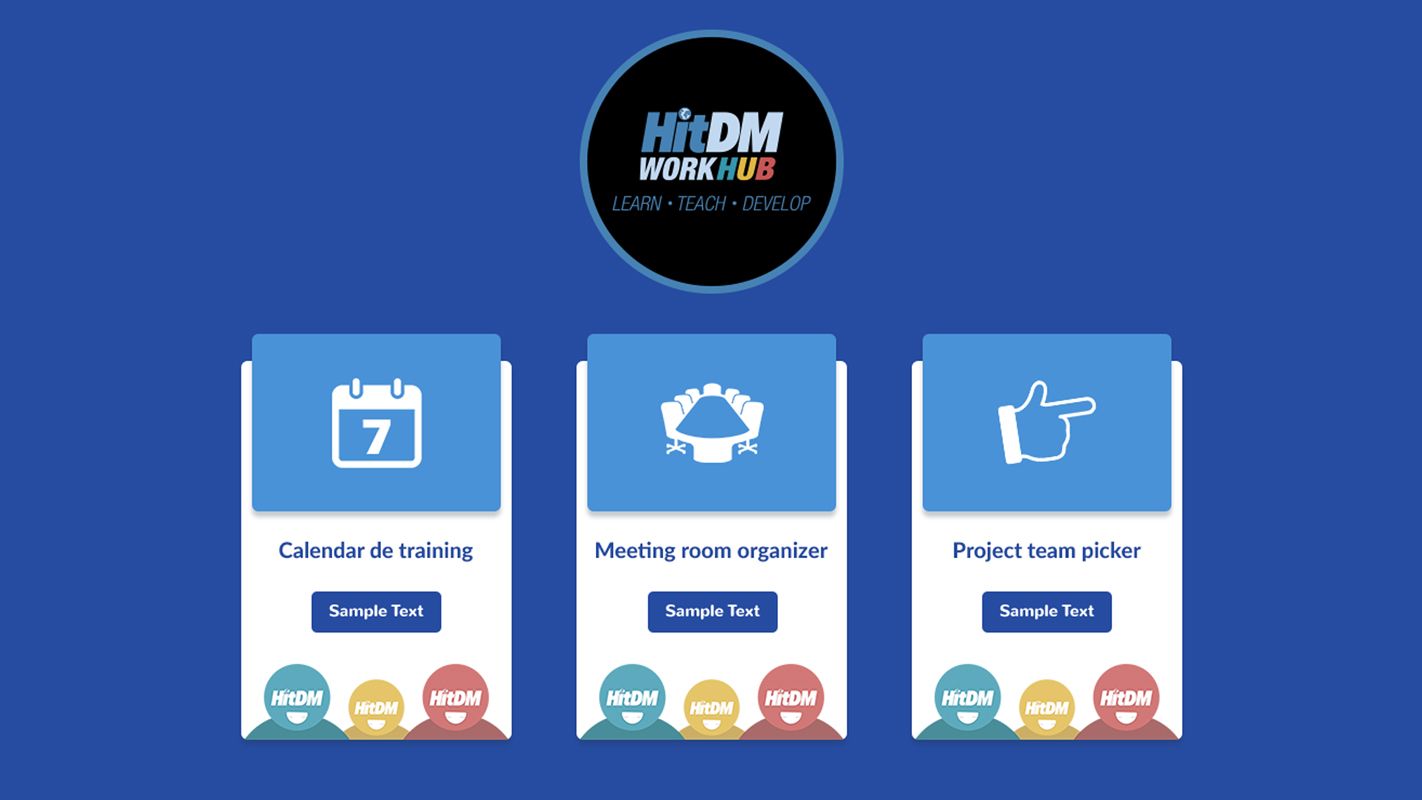 HitDM
WORKHUB
LEARN • TEACH • DEVELOP
7
Calendar de training
Sample Text
HitDM
HitDM
HitDM
Meeting room organizer
Sample Text
HitDM
HitDM
HitDM
Project team picker
Sample Text
HitDM
HitDM
HitDM